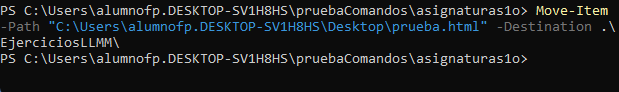 PS C:\Users\alumnofp.DESKTOP-SV1H8HS\pruebaComandos\asignaturas1o> Move-Item
-Path "C:\Users\alumnofp.DESKTOP-SV1H8HS\Desktop\prueba.html" -Destination .\
EjerciciosLLMM\
PS C:\Users\alumnofp.DESKTOP-SV1H8HS\pruebaComandos\asignaturas1o>